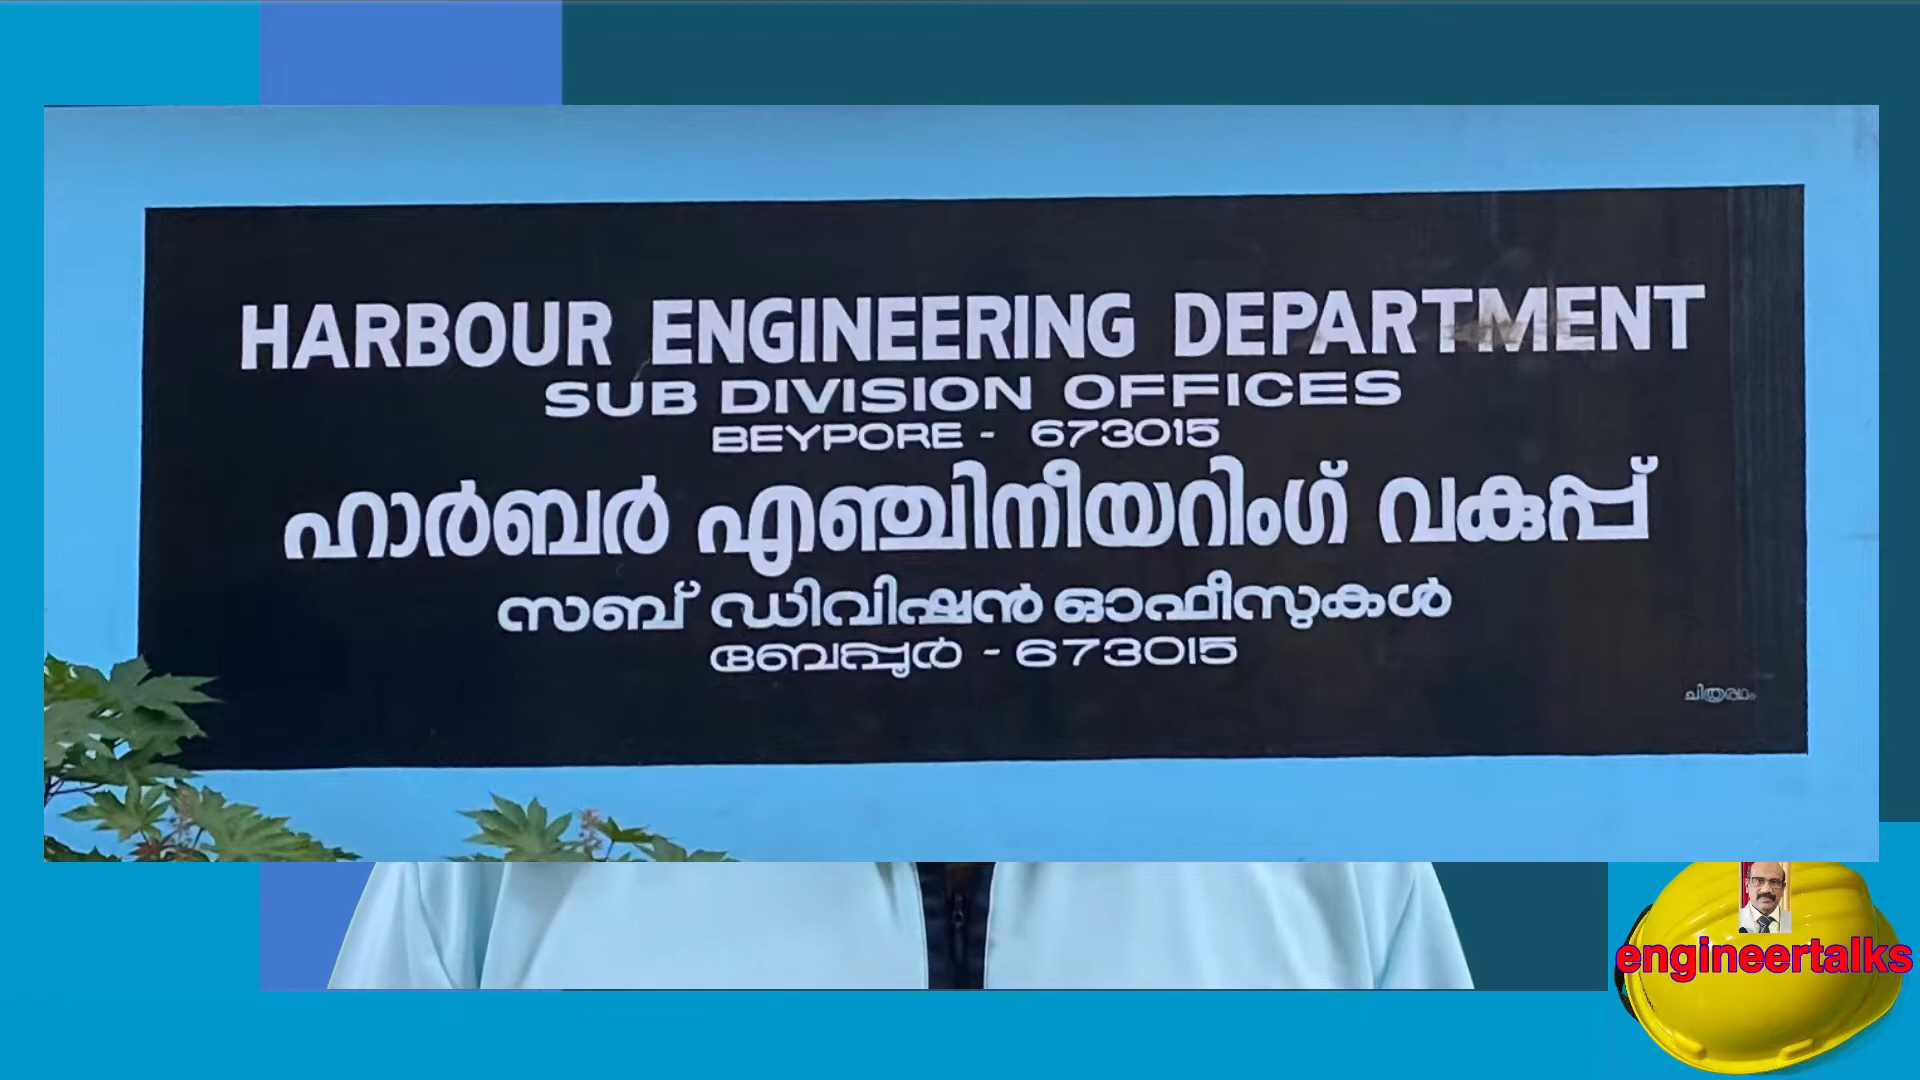 HARBOUR ENGINEERING DEPARTMENT
SUB DIVISION OFFICES
BEYPORE - 673015
ഹാർബർ എഞ്ചിനീയറിംഗ് വകുപ്പ്
സബ് ഡിവിഷൻ ഓഫീസുകൾ
ബേപ്പൂർ - 673015
engineertalks